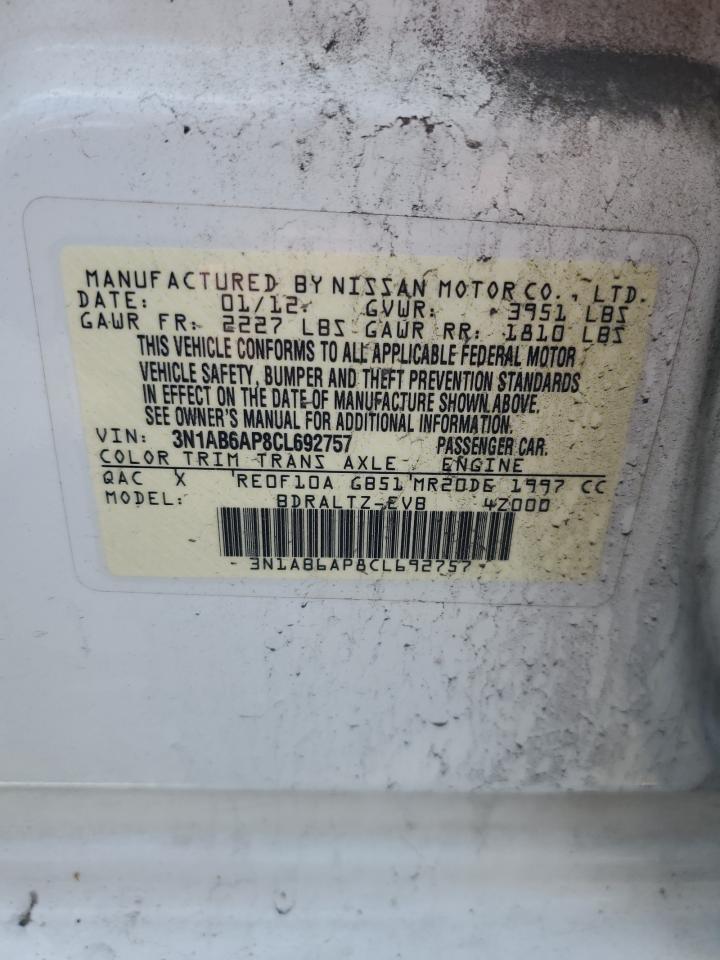 MANUFACTURED BY NISSAN MOTOR CO., LTD.
DATE: 01/12 GVWR: 3951 LBS
GAWR FR: 2227 LBS GAWR RR: 1810 LBS
THIS VEHICLE CONFORMS TO ALL APPLICABLE FEDERAL MOTOR
VEHICLE SAFETY, BUMPER AND THEFT PREVENTION STANDARDS
IN EFFECT ON THE DATE OF MANUFACTURE SHOWN ABOVE.
SEE OWNER'S MANUAL FOR ADDITIONAL INFORMATION.
VIN: 3N1AB6AP8CL692757 PASSENGER CAR.
COLOR TRIM TRANS AXLE ENGINE
QAC X RE0F10A GB51 MR20DE 1997 CC
MODEL: BDRALTZ-EVB 4Z000
3N1AB6AP8CL692757